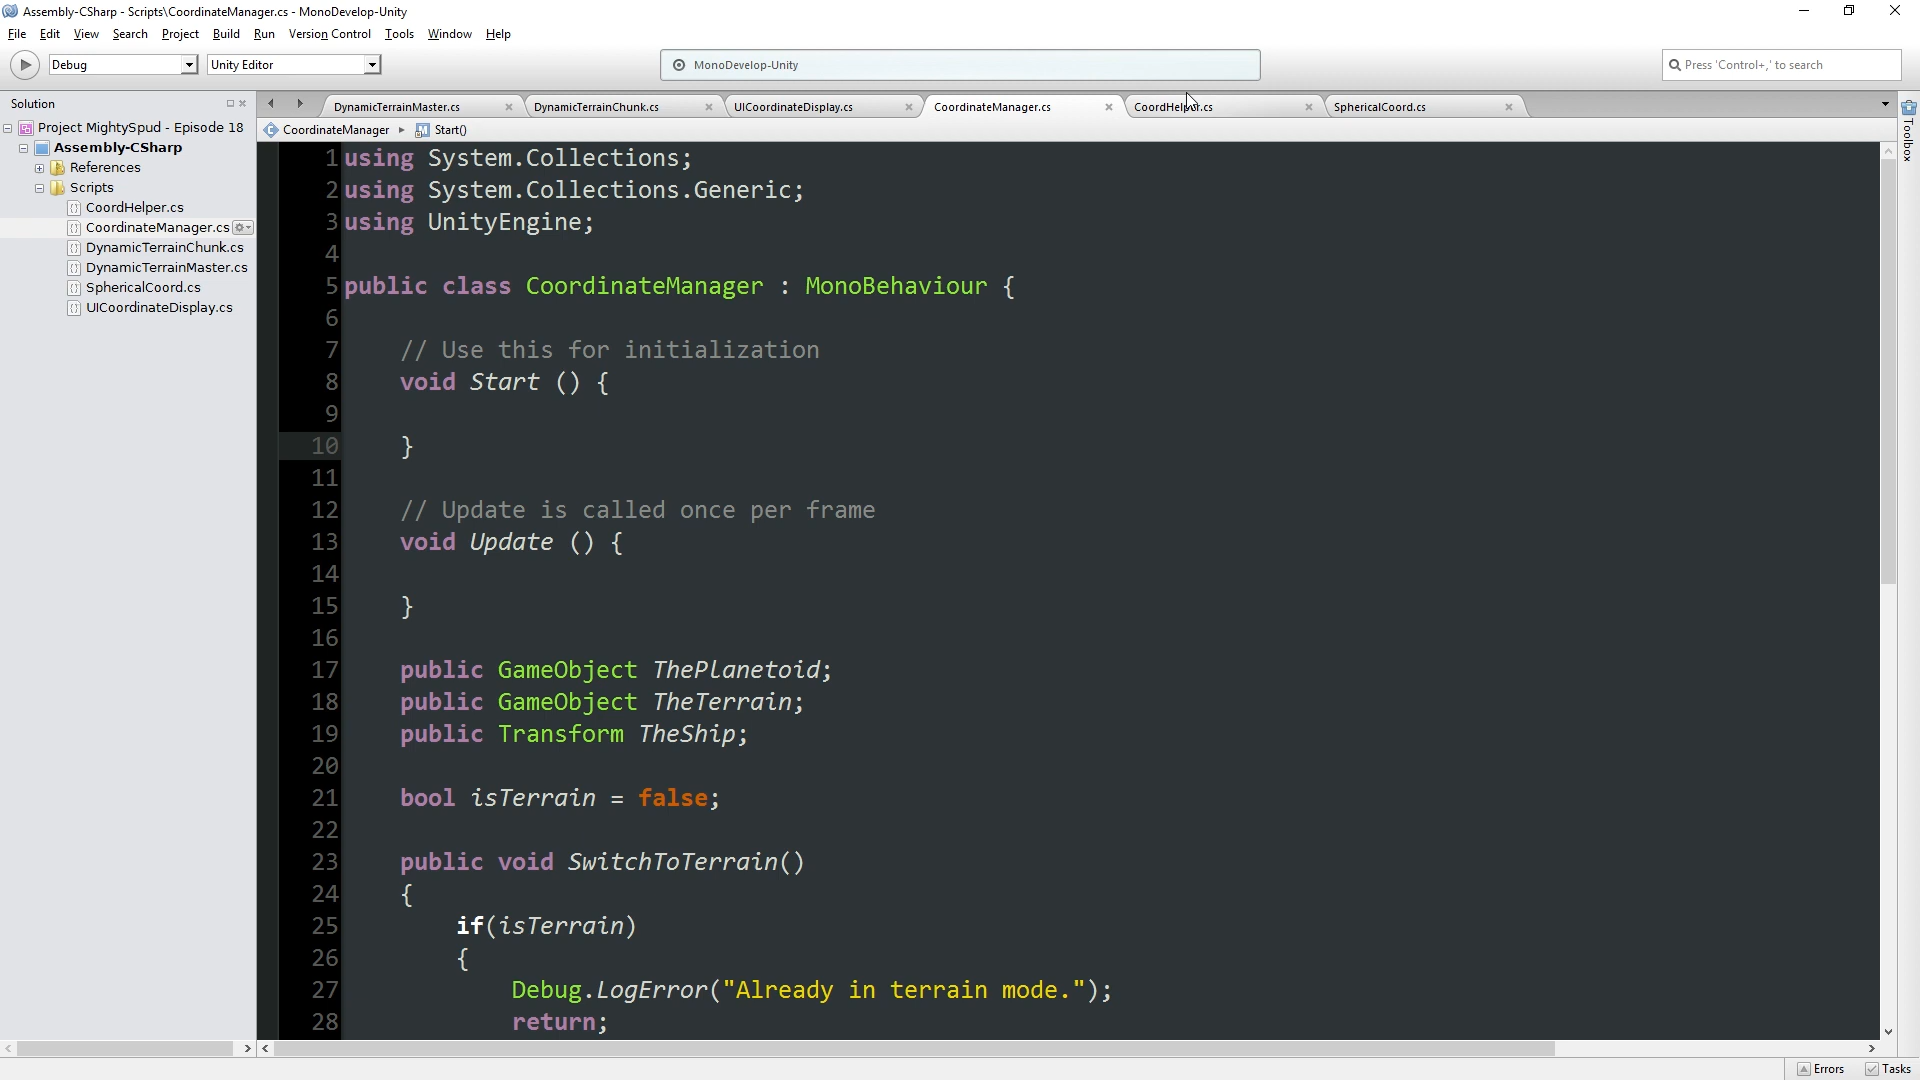 Assembly-CSharp - Scripts\CoordinateManager.cs - MonoDevelop-Unity
File Edit View Search Project Build Run Version Control Tools Window Help
Debug Unity Editor MonoDevelop-Unity Press 'Control+,' to search
Solution
DynamicTerrainMaster.cs DynamicTerrainChunk.cs UICoordinateDisplay.cs CoordinateManager.cs CoordHelper.cs SphericalCoord.cs
Toolbox
CoordinateManager Start()
Project MightySpud - Episode 18
Assembly-CSharp
References
Scripts
CoordHelper.cs
CoordinateManager.cs
DynamicTerrainChunk.cs
DynamicTerrainMaster.cs
SphericalCoord.cs
UICoordinateDisplay.cs
1 using System.Collections;
2 using System.Collections.Generic;
3 using UnityEngine;
4
5 public class CoordinateManager : MonoBehaviour {
6
7 // Use this for initialization
8 void Start () {
9
10 }
11
12 // Update is called once per frame
13 void Update () {
14
15 }
16
17 public GameObject ThePlanetoid;
18 public GameObject TheTerrain;
19 public Transform TheShip;
20
21 bool isTerrain = false;
22
23 public void SwitchToTerrain()
24 {
25 if(isTerrain)
26 {
27 Debug.LogError("Already in terrain mode.");
28 return;
Errors Tasks